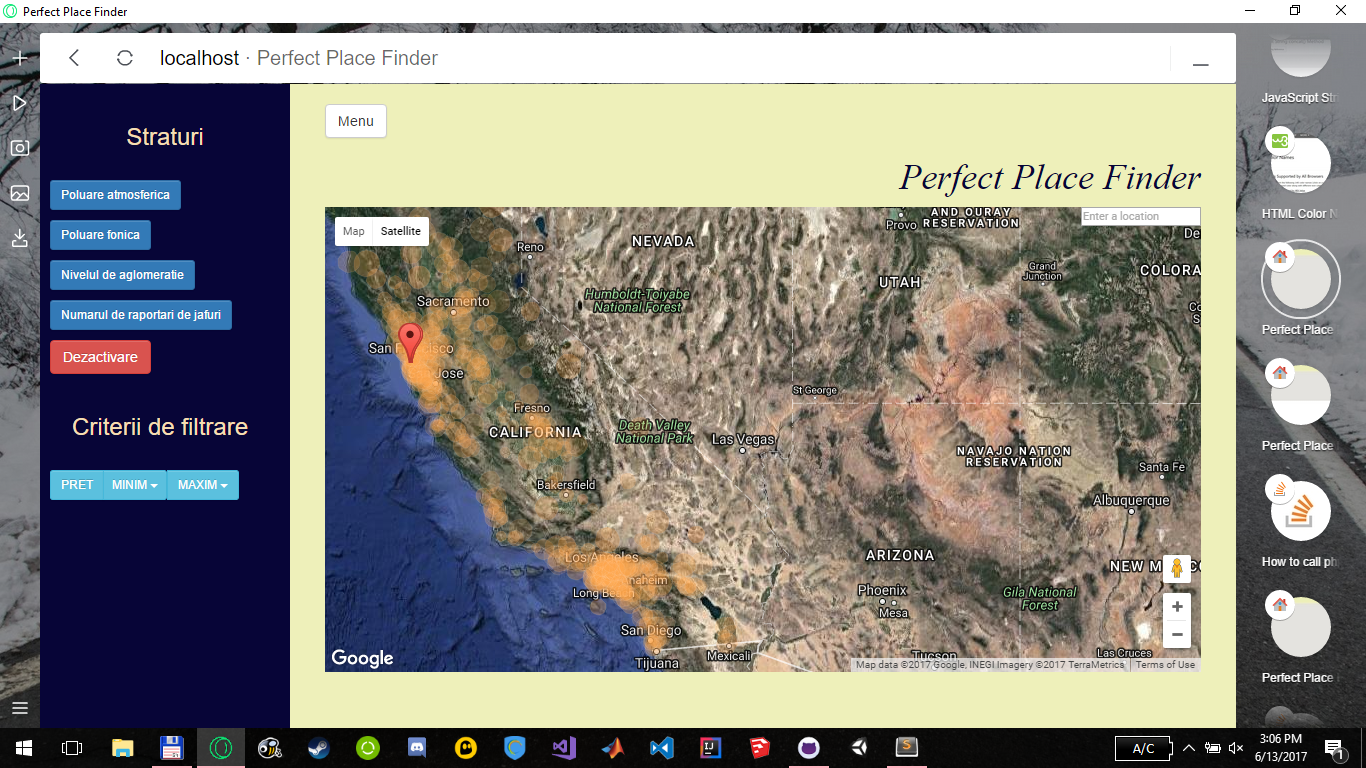 Perfect Place Finder
localhost · Perfect Place Finder
Straturi
Poluare atmosferica
Poluare fonica
Nivelul de aglomeratie
Numarul de raportari de jafuri
Dezactivare
Criterii de filtrare
PRET MINIM MAXIM
Menu
Perfect Place Finder
Map Satellite
Enter a location
Provo
AND OURAY
RESERVATION
Reno
NEVADA
De
UTAH
Grand
Junction
COLORA
Humboldt-Toiyabe
National Forest
Sacramento
Co
S
San Francisco
San Jose
St George
Fresno
CALIFORNIA
Death Valley
National Park
Las Vegas
NAVAJO NATION
RESERVATION
Santa Fe
Bakersfield
Albuquerque
Los Angeles
Anaheim
Long Beach
ARIZONA
NEW MEXICO
Phoenix
Mesa
Gila National
Forest
San Diego
Tijuana
Mexicali
Tucson
Las Cruces
Google
Map data ©2017 Google, INEGI Imagery ©2017 TerraMetrics
Terms of Use
JavaScript Str
HTML Color N
Perfect Place
Perfect Place
How to call ph
Perfect Place
A/C
3:06 PM
6/13/2017
1